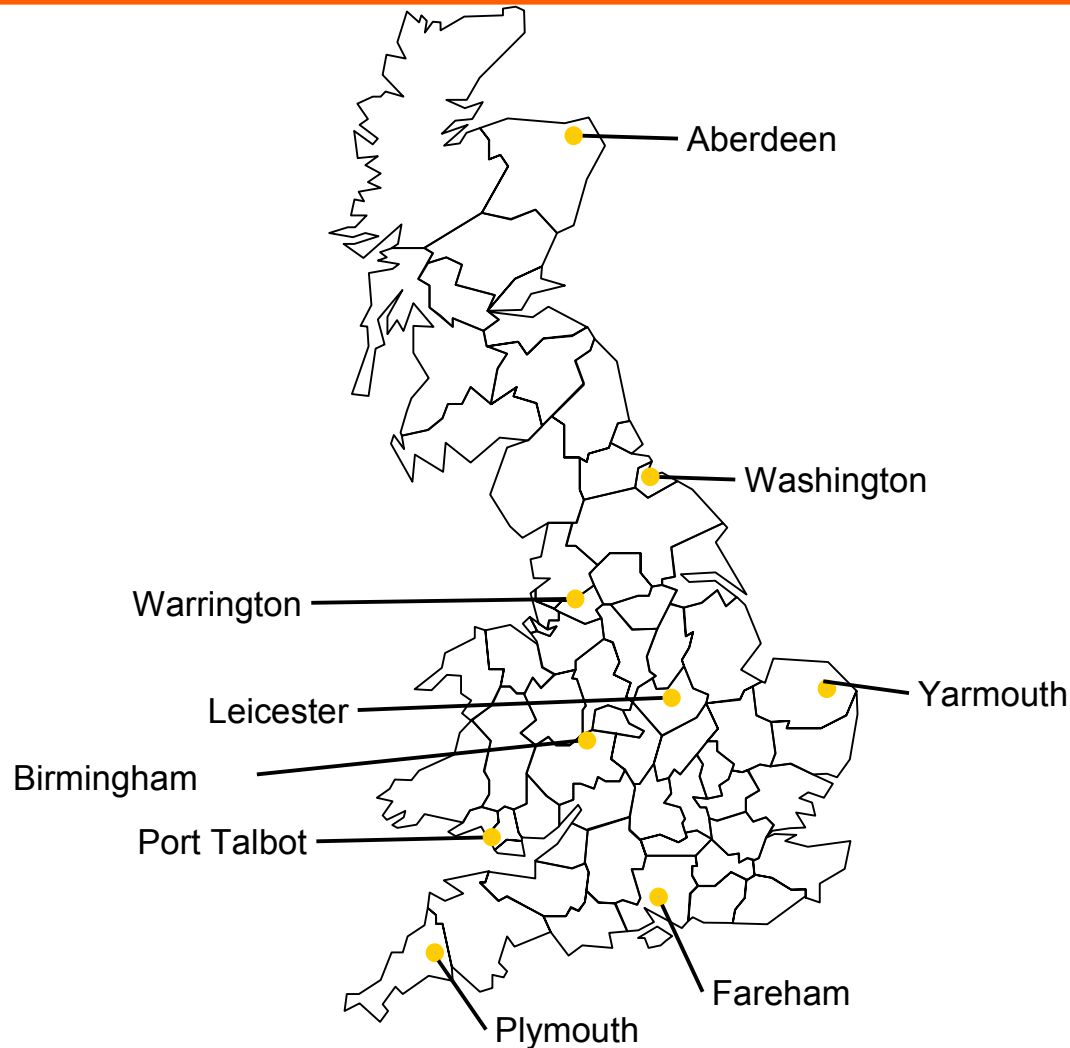 Aberdeen
Washington
Warrington
Yarmouth
Leicester
Birmingham
Port Talbot
Fareham
Plymouth